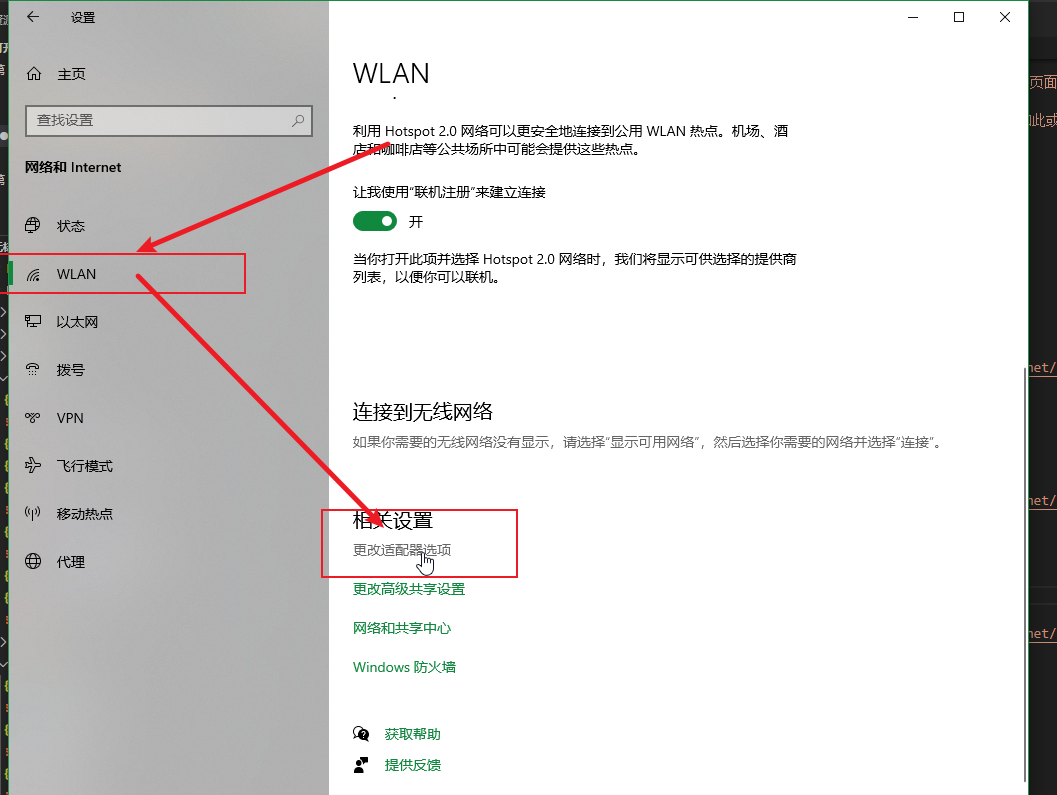 设置
主页
查找设置
网络和 Internet
状态
WLAN
以太网
拨号
VPN
飞行模式
移动热点
代理
WLAN
利用 Hotspot 2.0 网络可以更安全地连接到公用 WLAN 热点。机场、酒
店和咖啡店等公共场所中可能会提供这些热点。
让我使用“联机注册”来建立连接
开
当你打开此项并选择 Hotspot 2.0 网络时，我们将显示可供选择的提供商
列表，以便你可以联机。
连接到无线网络
如果你需要的无线网络没有显示，请选择“显示可用网络”，然后选择你需要的网络并选择“连接”。
相关设置
更改适配器选项
更改高级共享设置
网络和共享中心
Windows 防火墙
获取帮助
提供反馈
页面
此或
net/
net/
net/